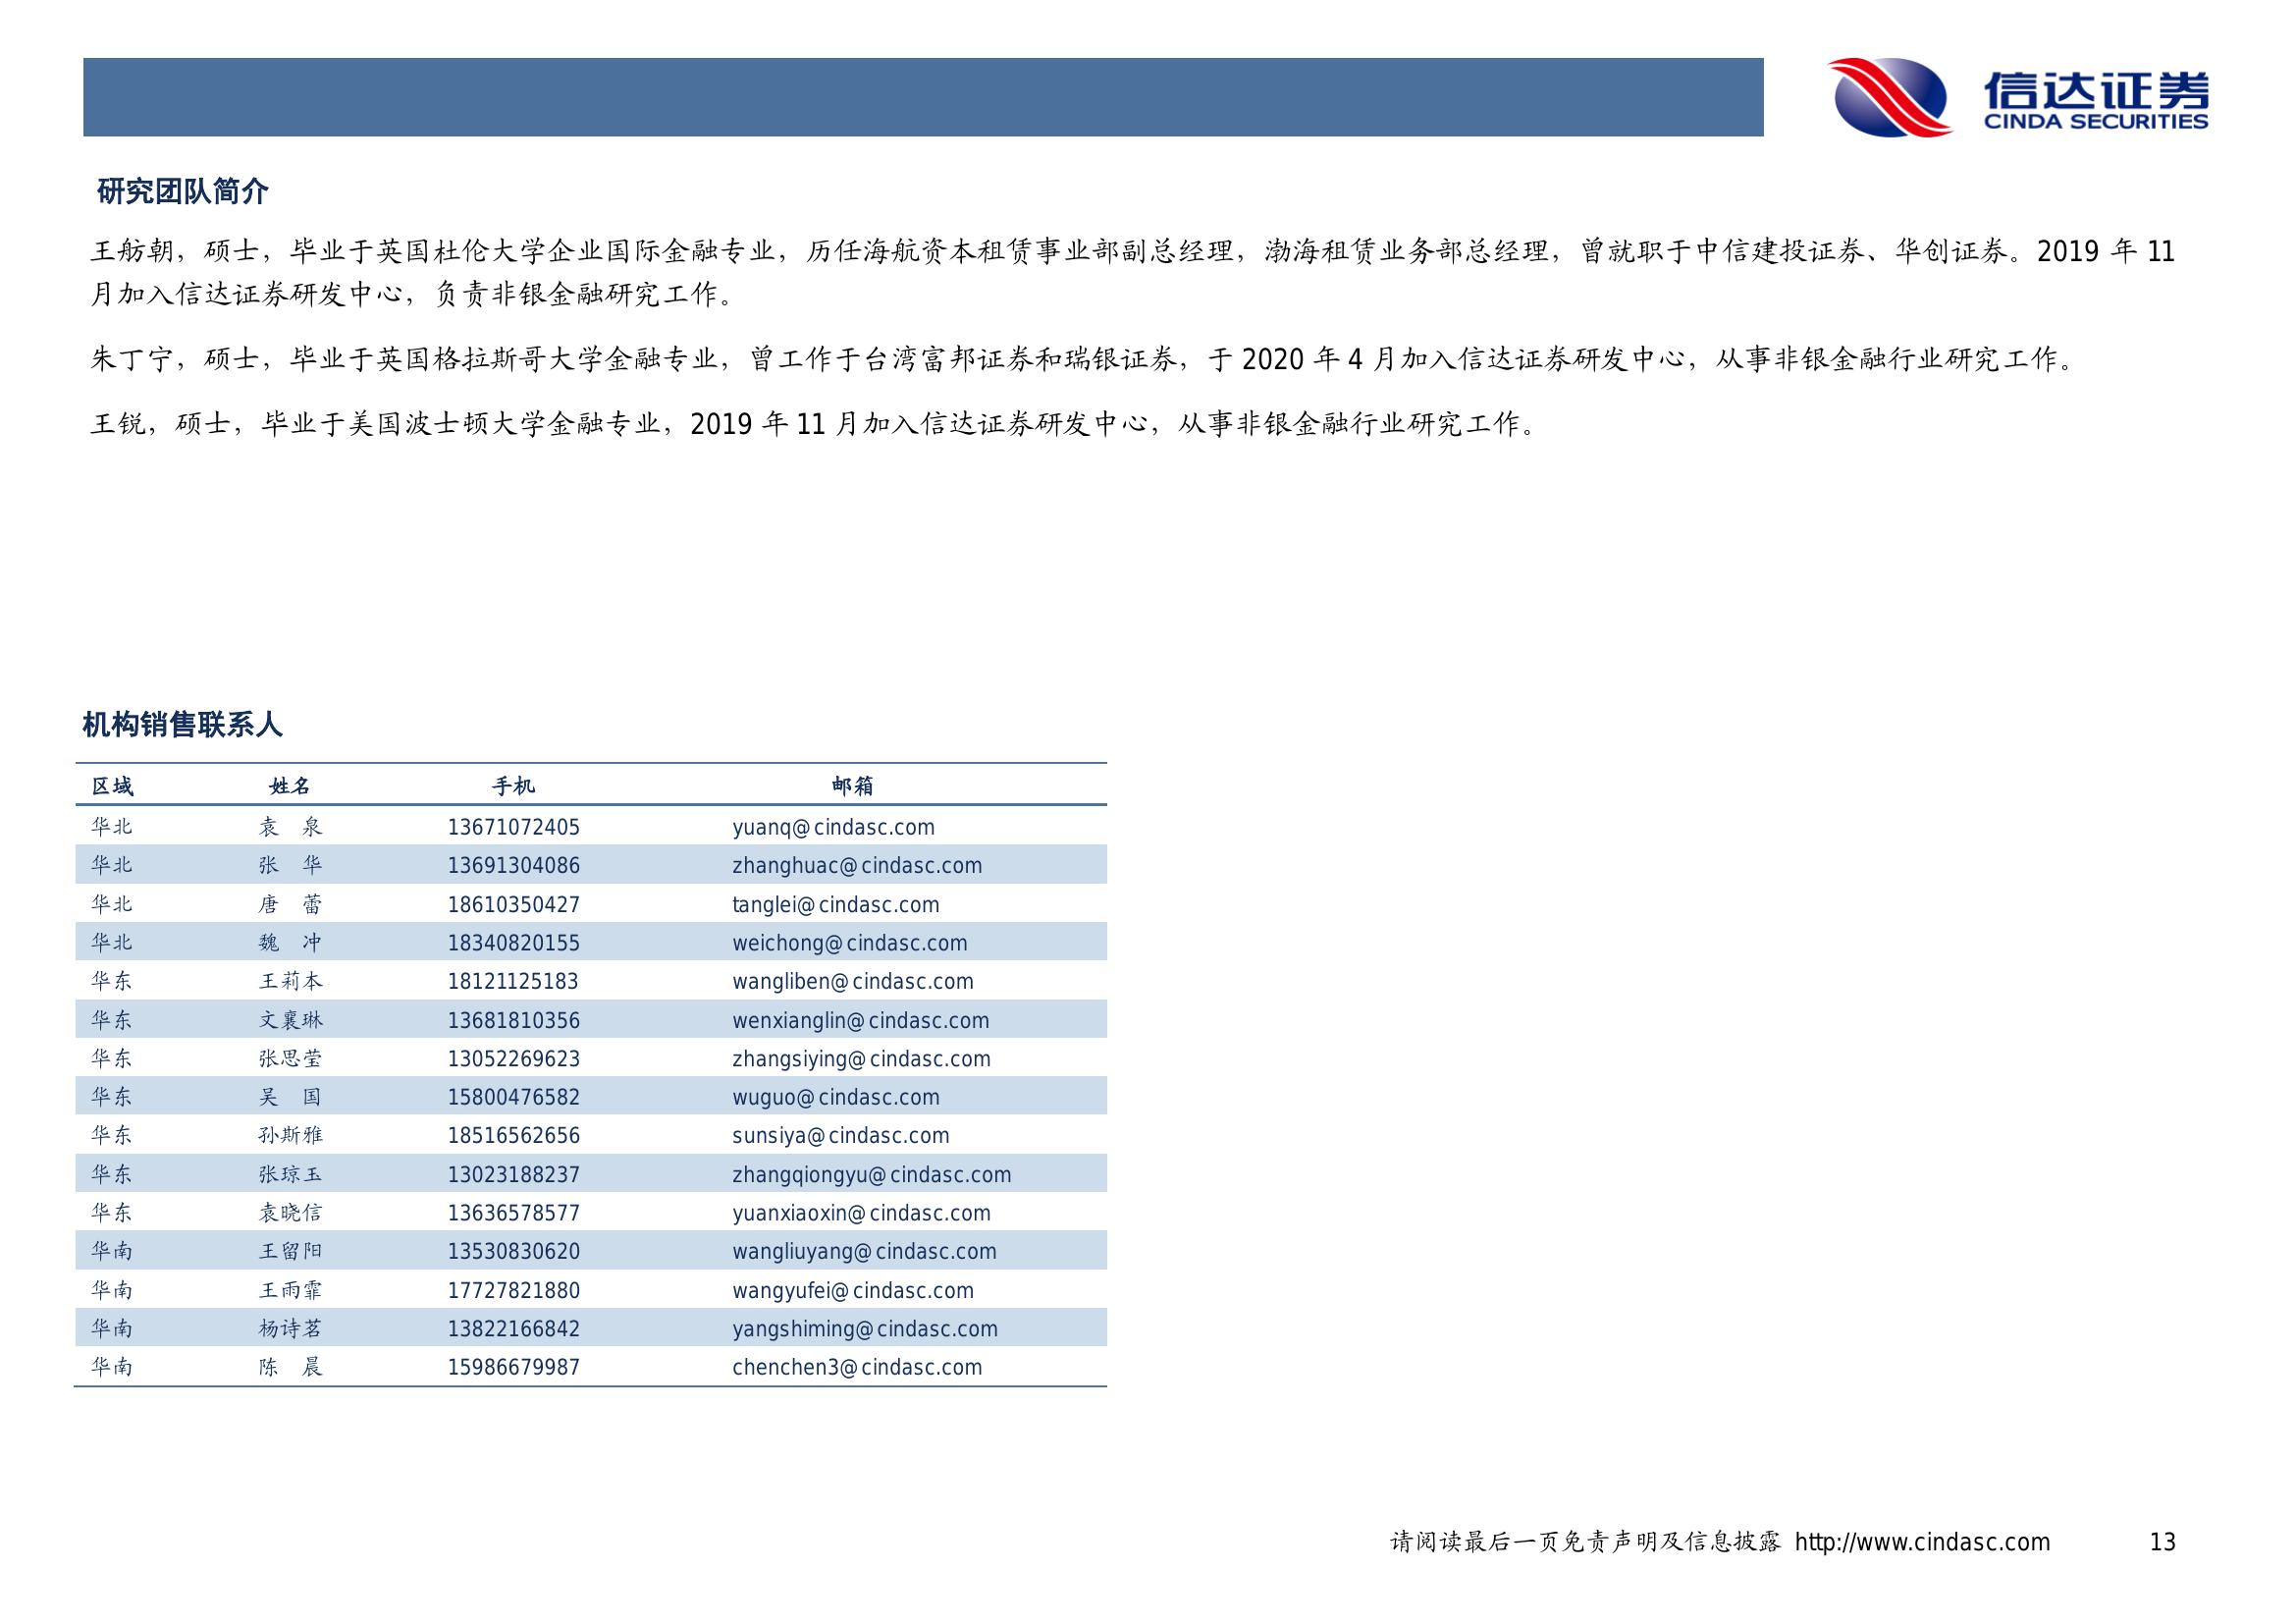 信达证券
CINDA SECURITIES
研究团队简介
王舫朝，硕士，毕业于英国杜伦大学企业国际金融专业，历任海航资本租赁事业部副总经理，渤海租赁业务部总经理，曾就职于中信建投证券、华创证券。2019 年 11
月加入信达证券研发中心，负责非银金融研究工作。
朱丁宁，硕士，毕业于英国格拉斯哥大学金融专业，曾工作于台湾富邦证券和瑞银证券，于 2020 年 4 月加入信达证券研发中心，从事非银金融行业研究工作。
王锐，硕士，毕业于美国波士顿大学金融专业，2019 年 11 月加入信达证券研发中心，从事非银金融行业研究工作。
机构销售联系人
区域 姓名 手机 邮箱
华北 袁　泉 13671072405 yuanq@cindasc.com
华北 张　华 13691304086 zhanghuac@cindasc.com
华北 唐　蕾 18610350427 tanglei@cindasc.com
华北 魏　冲 18340820155 weichong@cindasc.com
华东 王莉本 18121125183 wangliben@cindasc.com
华东 文襄琳 13681810356 wenxianglin@cindasc.com
华东 张思莹 13052269623 zhangsiying@cindasc.com
华东 吴　国 15800476582 wuguo@cindasc.com
华东 孙斯雅 18516562656 sunsiya@cindasc.com
华东 张琼玉 13023188237 zhangqiongyu@cindasc.com
华东 袁晓信 13636578577 yuanxiaoxin@cindasc.com
华南 王留阳 13530830620 wangliuyang@cindasc.com
华南 王雨霏 17727821880 wangyufei@cindasc.com
华南 杨诗茗 13822166842 yangshiming@cindasc.com
华南 陈　晨 15986679987 chenchen3@cindasc.com
请阅读最后一页免责声明及信息披露 http://www.cindasc.com 13